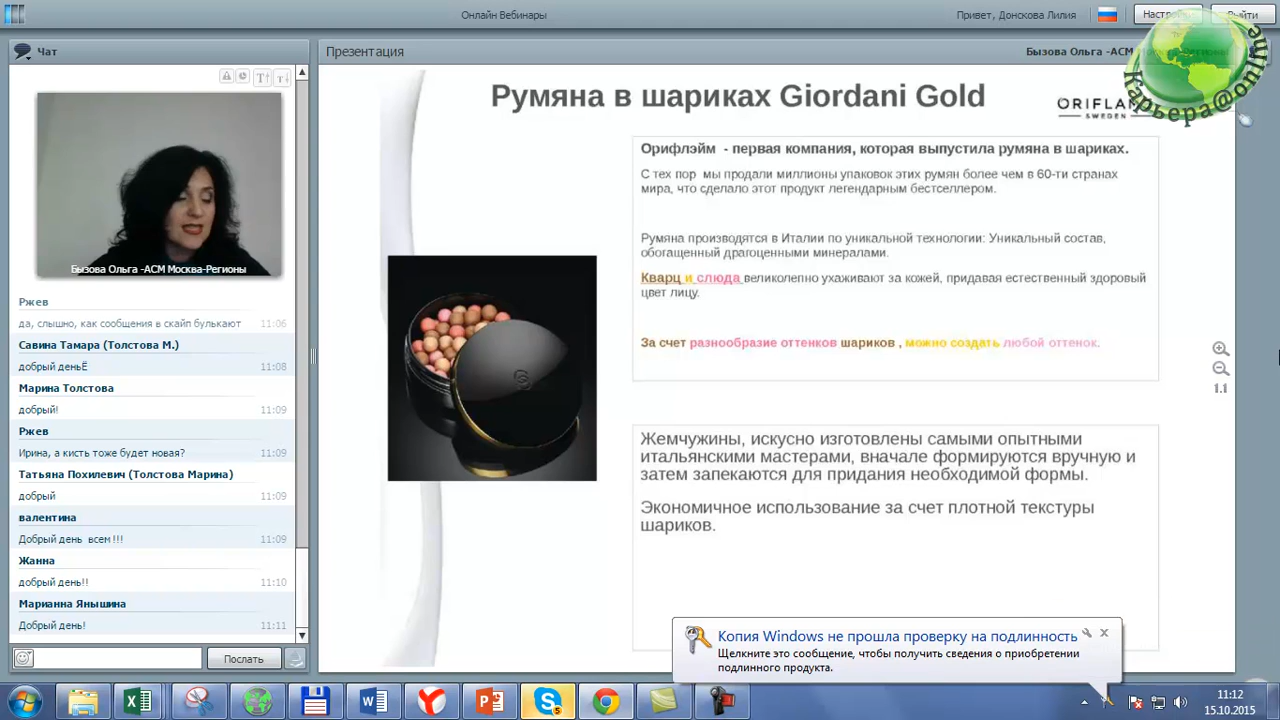 Онлайн Вебинары
Привет, Донскова Лилия
Настройки
Выйти
Чат
Бызова Ольга -АСМ Москва-Регионы
Ржев
да, слышно, как сообщения в скайп булькают 11:06
Савина Тамара (Толстова М.)
добрый деньЁ 11:08
Марина Толстова
добрый! 11:09
Ржев
Ирина, а кисть тоже будет новая? 11:09
Татьяна Похилевич (Толстова Марина)
добрый 11:09
валентина
Добрый день всем !!! 11:09
Жанна
добрый день!! 11:10
Марианна Янышина
Добрый день! 11:11
Послать
Презентация
Бызова Ольга -АСМ
Карьера@online
Румяна в шариках Giordani Gold
ORIFLAM
SWEDEN
Орифлэйм - первая компания, которая выпустила румяна в шариках.
С тех пор мы продали миллионы упаковок этих румян более чем в 60-ти странах
мира, что сделало этот продукт легендарным бестселлером.
Румяна производятся в Италии по уникальной технологии: Уникальный состав,
обогащенный драгоценными минералами.
Кварц и слюда великолепно ухаживают за кожей, придавая естественный здоровый
цвет лицу.
За счет разнообразие оттенков шариков , можно создать любой оттенок.
1.1
Жемчужины, искусно изготовлены самыми опытными
итальянскими мастерами, вначале формируются вручную и
затем запекаются для придания необходимой формы.
Экономичное использование за счет плотной текстуры
шариков.
Копия Windows не прошла проверку на подлинность
Щелкните это сообщение, чтобы получить сведения о приобретении
подлинного продукта.
11:12
15.10.2015